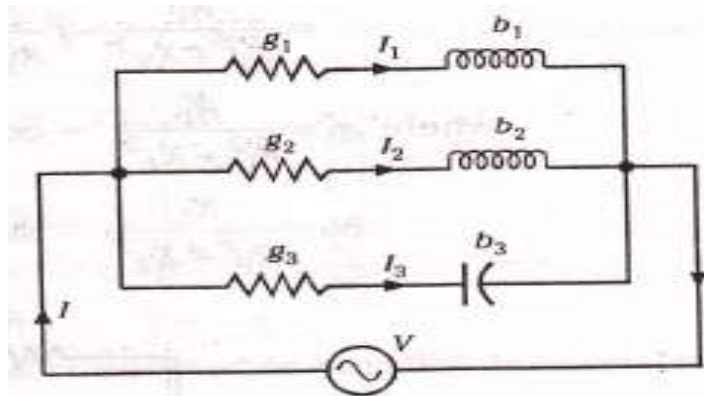 g₁ I₁ b₁
g₂ I₂ b₂
g₃ I₃ b₃
I
V